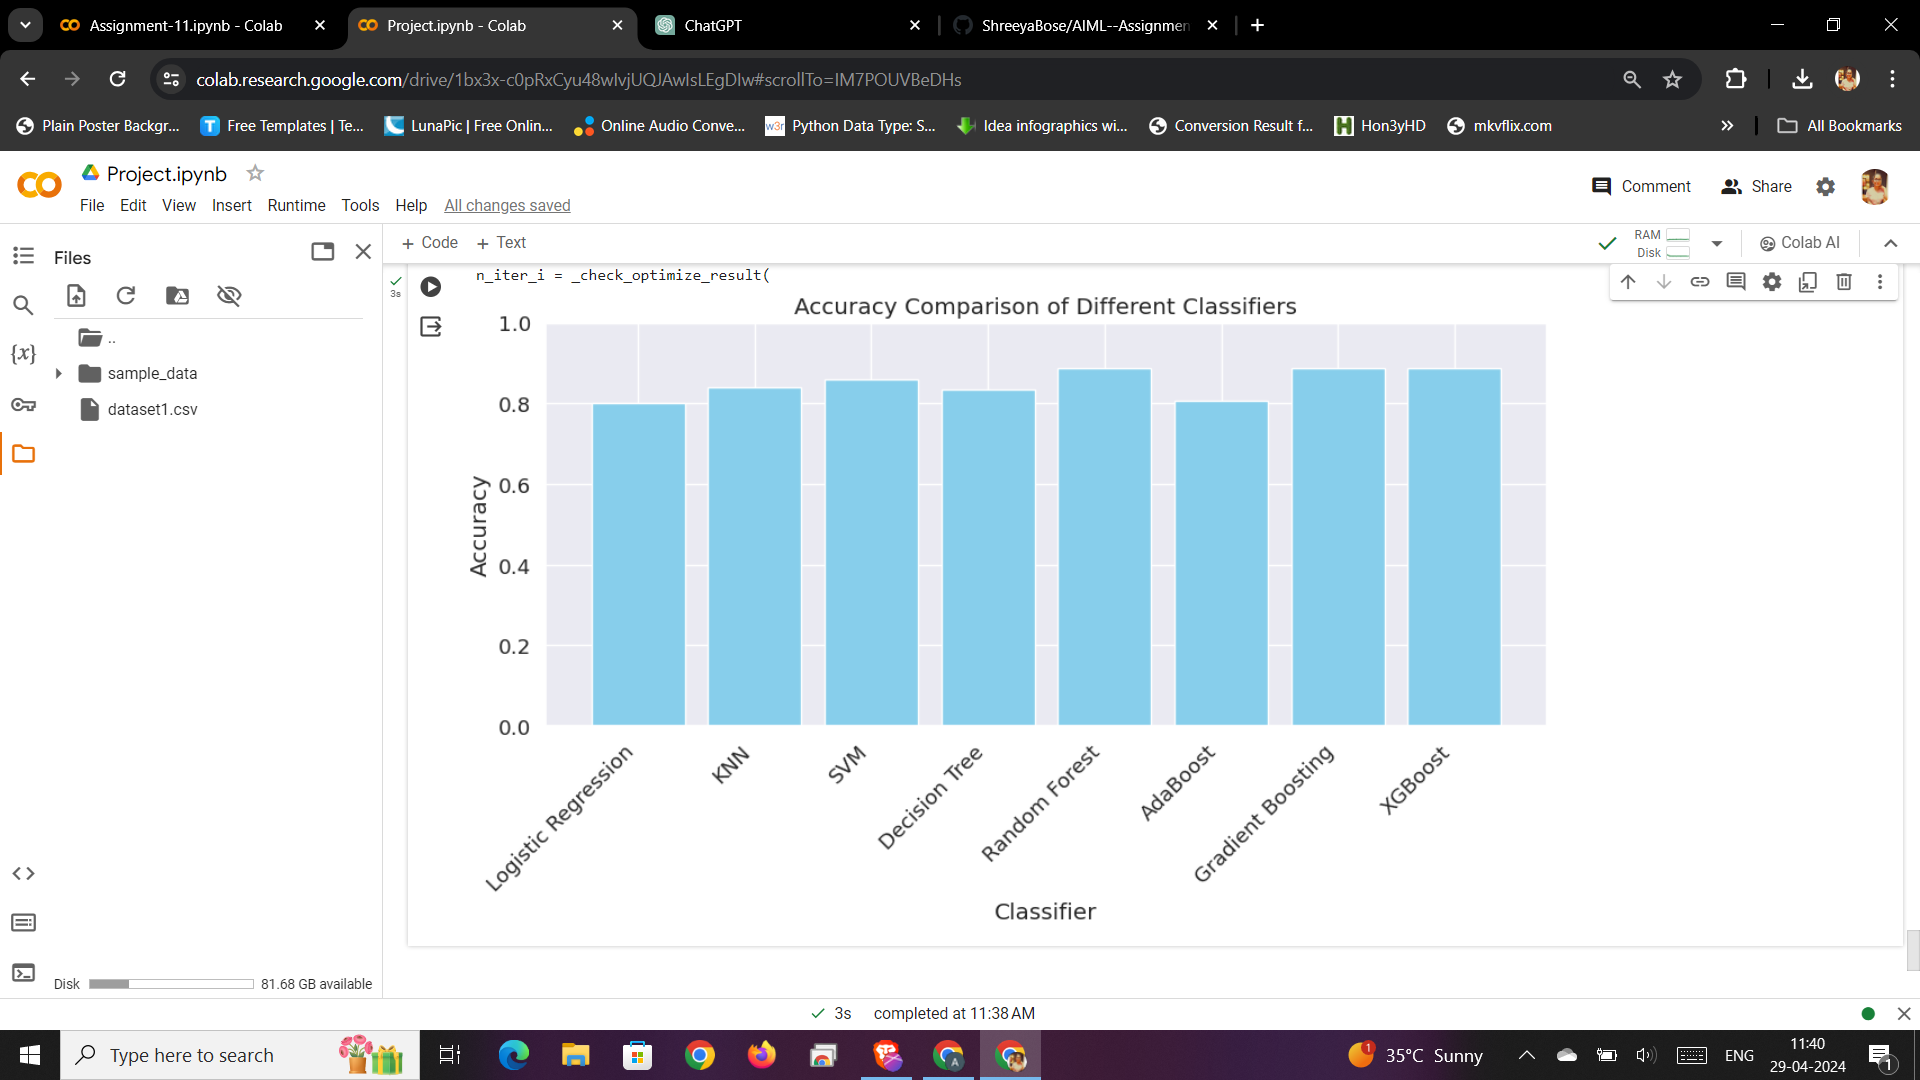 Assignment-11.ipynb - Colab
Project.ipynb - Colab
ChatGPT
ShreeyaBose/AIML--Assignmen
colab.research.google.com/drive/1bx3x-c0pRxCyu48wlvjUQJAwIsLEgDIw#scrollTo=IM7POUVBeDHs
Plain Poster Backgr...
Free Templates | Te...
LunaPic | Free Onlin...
Online Audio Conve...
w3r
Python Data Type: S...
Idea infographics wi...
Conversion Result f...
H
Hon3yHD
mkvflix.com
All Bookmarks
Project.ipynb
Comment
Share
File
Edit
View
Insert
Runtime
Tools
Help
All changes saved
Files
+ Code
+ Text
RAM
Disk
Colab AI
..
sample_data
dataset1.csv
3s
n_iter_i = _check_optimize_result(
Accuracy Comparison of Different Classifiers
1.0
0.8
0.6
0.4
0.2
0.0
Accuracy
Logistic Regression
KNN
SVM
Decision Tree
Random Forest
AdaBoost
Gradient Boosting
XGBoost
Classifier
{x}
Disk
81.68 GB available
3s
completed at 11:38 AM
Type here to search
1
35°C Sunny
ENG
11:40
29-04-2024
1